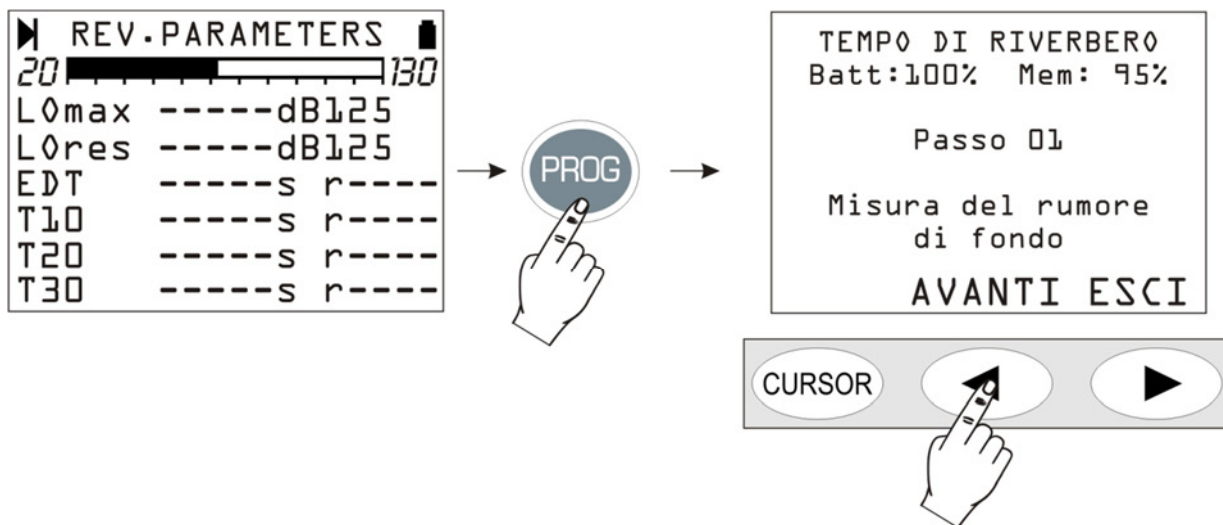 REV.PARAMETERS
20 130
L0max -----dB125
L0res -----dB125
EDT -----s r----
T10 -----s r----
T20 -----s r----
T30 -----s r----
PROG
TEMPO DI RIVERBERO
Batt:100% Mem: 95%
Passo 01
Misura del rumore
di fondo
AVANTI ESCI
CURSOR